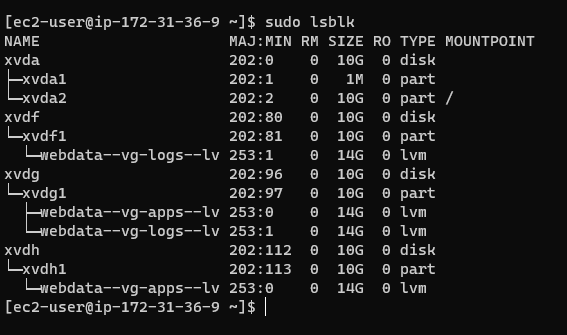 [ec2-user@ip-172-31-36-9 ~]$ sudo lsblk
NAME                      MAJ:MIN RM SIZE RO TYPE MOUNTPOINT
xvda                      202:0    0  10G  0 disk
├─xvda1                   202:1    0   1M  0 part
└─xvda2                   202:2    0  10G  0 part /
xvdf                      202:80   0  10G  0 disk
└─xvdf1                   202:81   0  10G  0 part
  └─webdata--vg-logs--lv  253:1    0  14G  0 lvm
xvdg                      202:96   0  10G  0 disk
└─xvdg1                   202:97   0  10G  0 part
  ├─webdata--vg-apps--lv  253:0    0  14G  0 lvm
  └─webdata--vg-logs--lv  253:1    0  14G  0 lvm
xvdh                      202:112  0  10G  0 disk
└─xvdh1                   202:113  0  10G  0 part
  └─webdata--vg-apps--lv  253:0    0  14G  0 lvm
[ec2-user@ip-172-31-36-9 ~]$